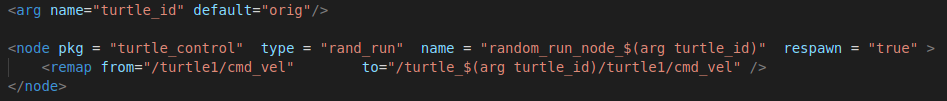 <arg name="turtle_id" default="orig"/>
<node pkg = "turtle_control"  type = "rand_run"  name = "random_run_node_$(arg turtle_id)"  respawn = "true" >
<remap from="/turtle1/cmd_vel"        to="/turtle_$(arg turtle_id)/turtle1/cmd_vel" />
</node>